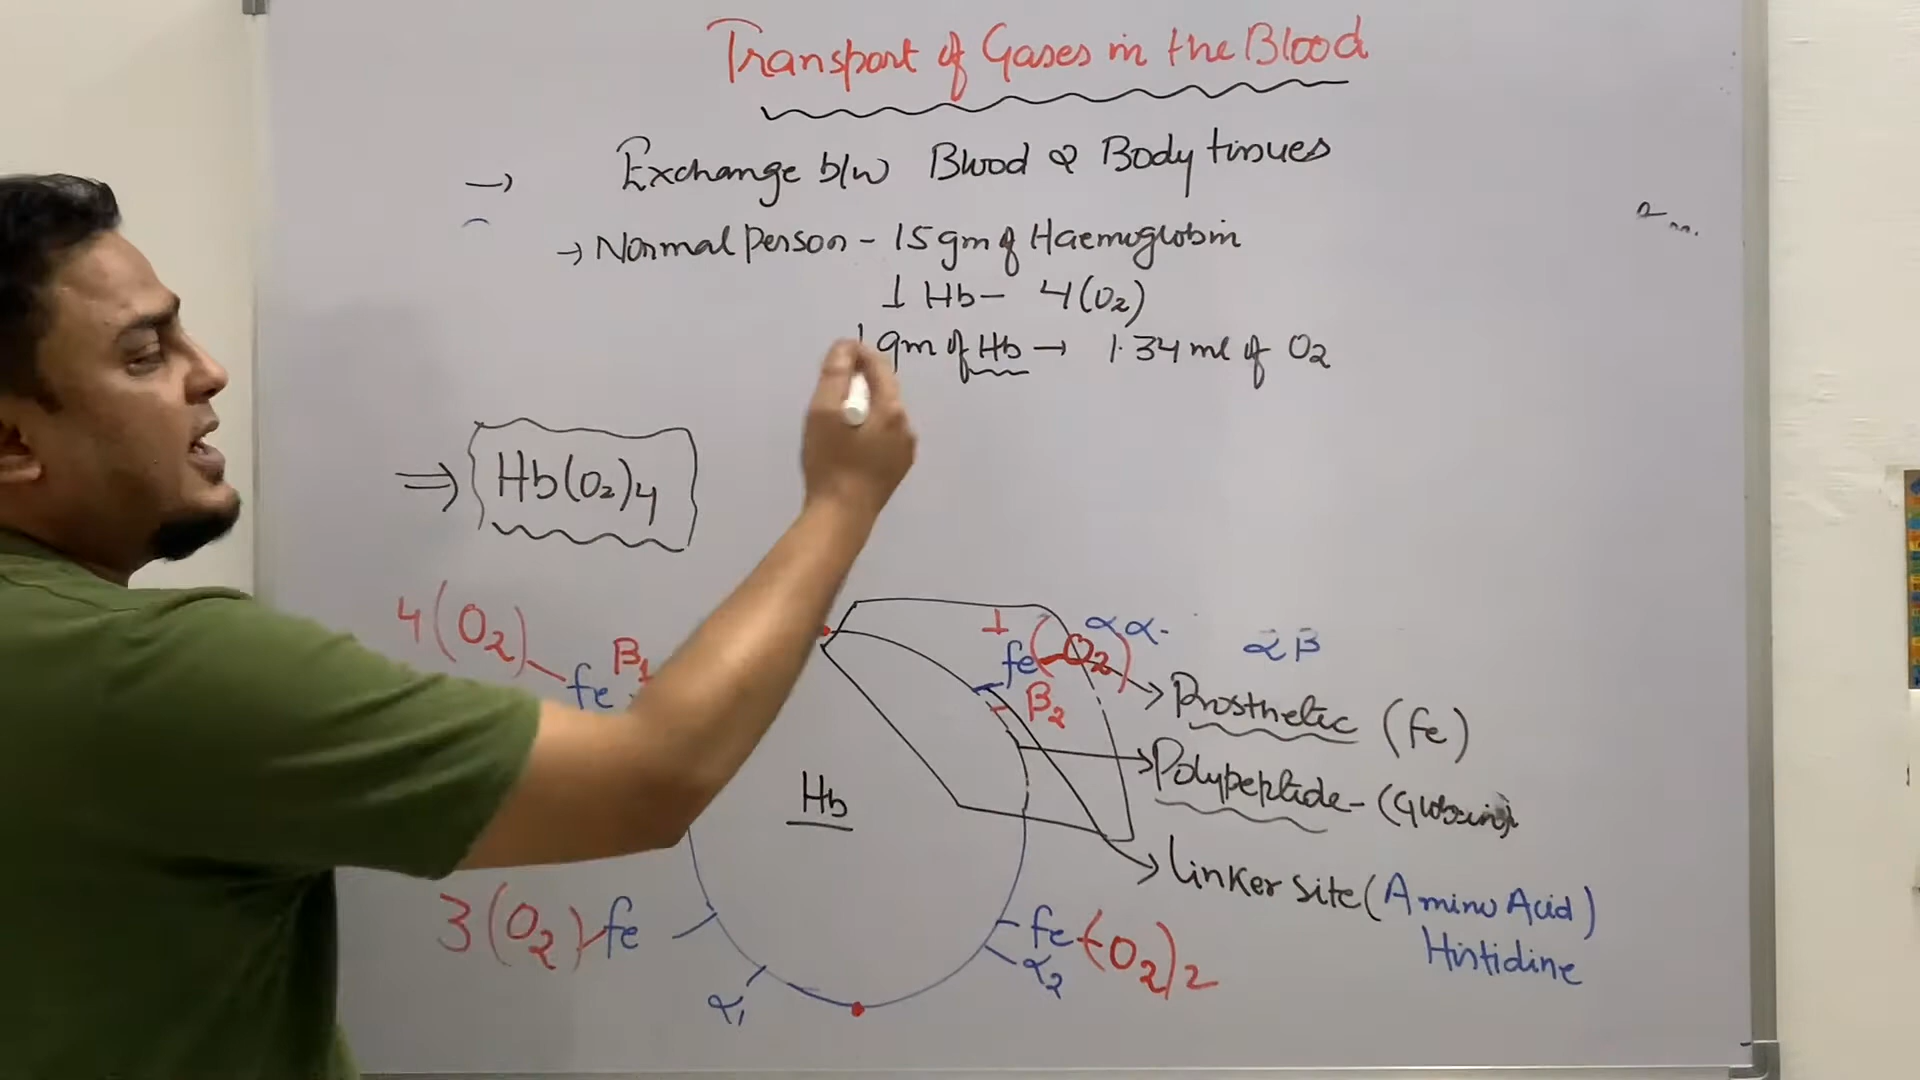 Transport of Gases in the Blood
→ Exchange b/w Blood & Body tissues
→ Normal Person - 15 gm of Haemoglobin
1 Hb - 4(O₂)
1 gm of Hb → 1.34 ml of O₂
⇒ Hb(O₂)₄
4(O₂) - fe β₁
1 fe(O₂) α α-
α β
β₂
Prosthetic (fe)
Polypeptide - (Globin)
Hb
Linker site (Amino Acid)
Histidine
3(O₂) - fe
fe-(O₂)2
α₂
α₁